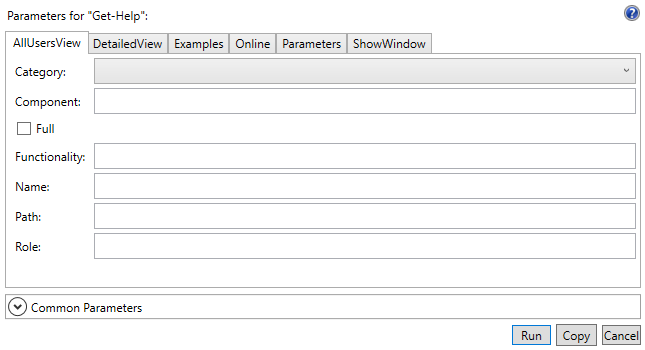 Parameters for "Get-Help":
?
AllUsersView DetailedView Examples Online Parameters ShowWindow
Category:
Component:
Full
Functionality:
Name:
Path:
Role:
Common Parameters
Run Copy Cancel